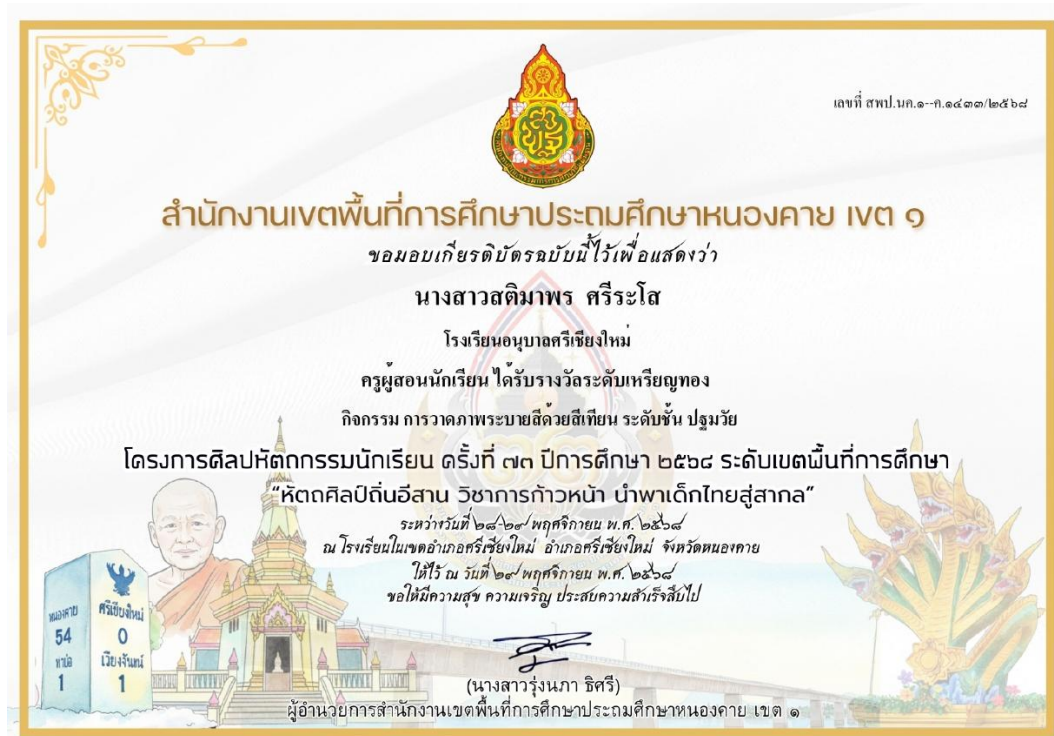 เลขที่ สพป.นค.๑--ค.๑๔๓๓/๒๕๖๘
สำนักงานเขตพื้นที่การศึกษาประถมศึกษาหนองคาย เขต ๑
ขอมอบเกียรติบัตรฉบับนี้ไว้เพื่อแสดงว่า
นางสาวสติมาพร ศรีระโส
โรงเรียนอนุบาลศรีเชียงใหม่
ครูผู้สอนนักเรียน ได้รับรางวัลระดับเหรียญทอง
กิจกรรม การวาดภาพระบายสีด้วยสีเทียน ระดับชั้น ปฐมวัย
โครงการศิลปหัตถกรรมนักเรียน ครั้งที่ ๗๓ ปีการศึกษา ๒๕๖๘ ระดับเขตพื้นที่การศึกษา
“หัตถศิลป์ถิ่นอีสาน วิชาการก้าวหน้า นำพาเด็กไทยสู่สากล”
ระหว่างวันที่ ๒๘-๒๙ พฤศจิกายน พ.ศ. ๒๕๖๘
ณ โรงเรียนในเขตอำเภอศรีเชียงใหม่ อำเภอศรีเชียงใหม่ จังหวัดหนองคาย
ให้ไว้ ณ วันที่ ๒๙ พฤศจิกายน พ.ศ. ๒๕๖๘
ขอให้มีความสุข ความเจริญ ประสบความสำเร็จสืบไป
หนองคาย
54
ท่าบ่อ
1
ศรีเชียงใหม่
0
เวียงจันทน์
1
(นางสาวรุ่งนภา ธิศรี)
ผู้อำนวยการสำนักงานเขตพื้นที่การศึกษาประถมศึกษาหนองคาย เขต ๑